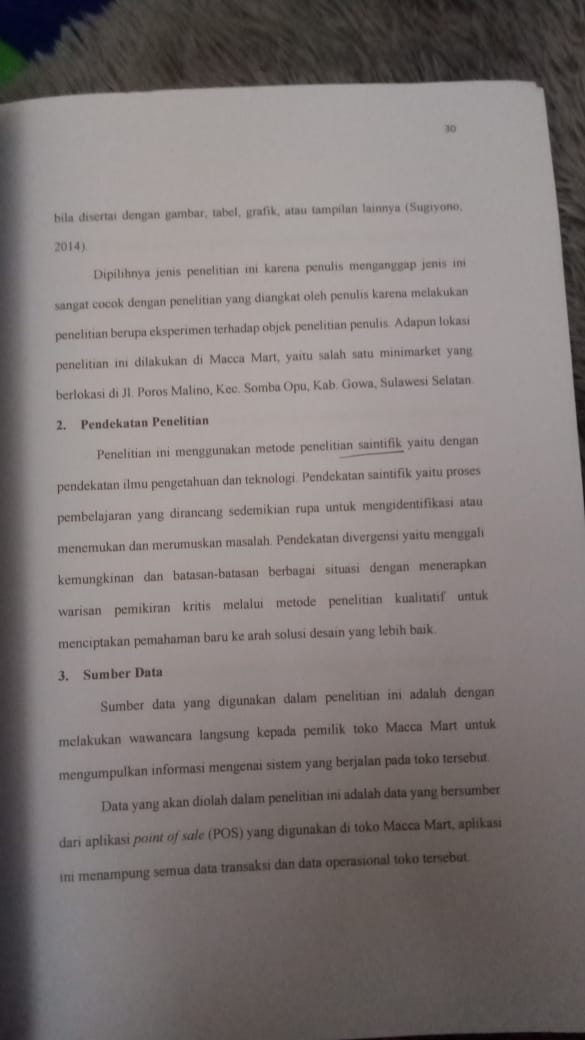 30
bila disertai dengan gambar, tabel, grafik, atau tampilan lainnya (Sugiyono,
2014).
Dipilihnya jenis penelitian ini karena penulis menganggap jenis ini
sangat cocok dengan penelitian yang diangkat oleh penulis karena melakukan
penelitian berupa eksperimen terhadap objek penelitian penulis. Adapun lokasi
penelitian ini dilakukan di Macca Mart, yaitu salah satu minimarket yang
berlokasi di Jl. Poros Malino, Kec. Somba Opu, Kab. Gowa, Sulawesi Selatan.
2. Pendekatan Penelitian
Penelitian ini menggunakan metode penelitian saintifik yaitu dengan
pendekatan ilmu pengetahuan dan teknologi. Pendekatan saintifik yaitu proses
pembelajaran yang dirancang sedemikian rupa untuk mengidentifikasi atau
menemukan dan merumuskan masalah. Pendekatan divergensi yaitu menggali
kemungkinan dan batasan-batasan berbagai situasi dengan menerapkan
warisan pemikiran kritis melalui metode penelitian kualitatif untuk
menciptakan pemahaman baru ke arah solusi desain yang lebih baik.
3. Sumber Data
Sumber data yang digunakan dalam penelitian ini adalah dengan
melakukan wawancara langsung kepada pemilik toko Macca Mart untuk
mengumpulkan informasi mengenai sistem yang berjalan pada toko tersebut.
Data yang akan diolah dalam penelitian ini adalah data yang bersumber
dari aplikasi point of sale (POS) yang digunakan di toko Macca Mart, aplikasi
ini menampung semua data transaksi dan data operasional toko tersebut.